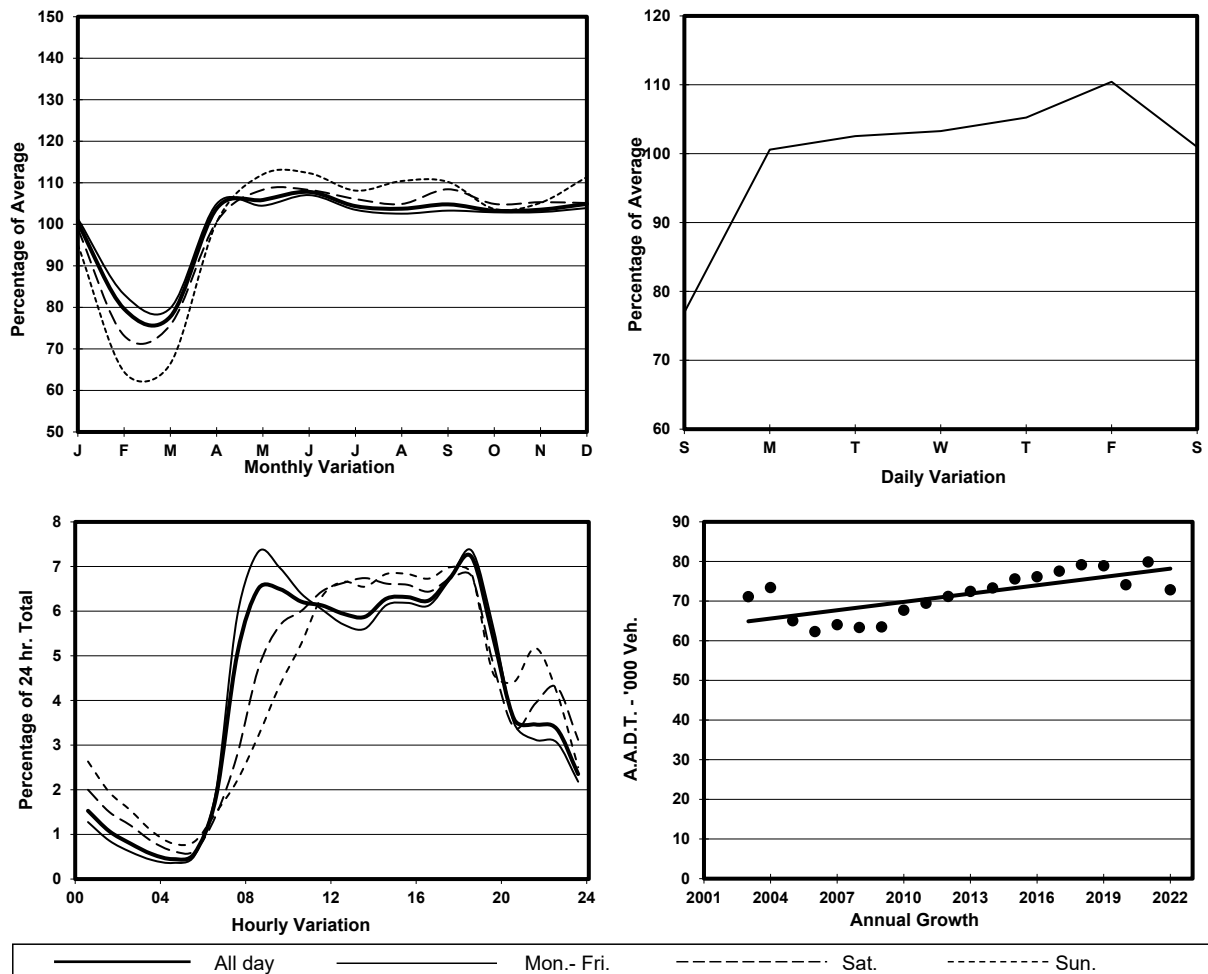 150
140
130
120
110
100
90
80
70
60
50
Percentage of Average
J F M A M J J A S O N D
Monthly Variation
120
110
100
90
80
70
60
Percentage of Average
S M T W T F S
Daily Variation
8
7
6
5
4
3
2
1
0
Percentage of 24 hr. Total
00 04 08 12 16 20 24
Hourly Variation
90
80
70
60
50
40
30
20
10
0
A.A.D.T. - '000 Veh.
2001 2004 2007 2010 2013 2016 2019 2022
Annual Growth
All day Mon.- Fri. Sat. Sun.